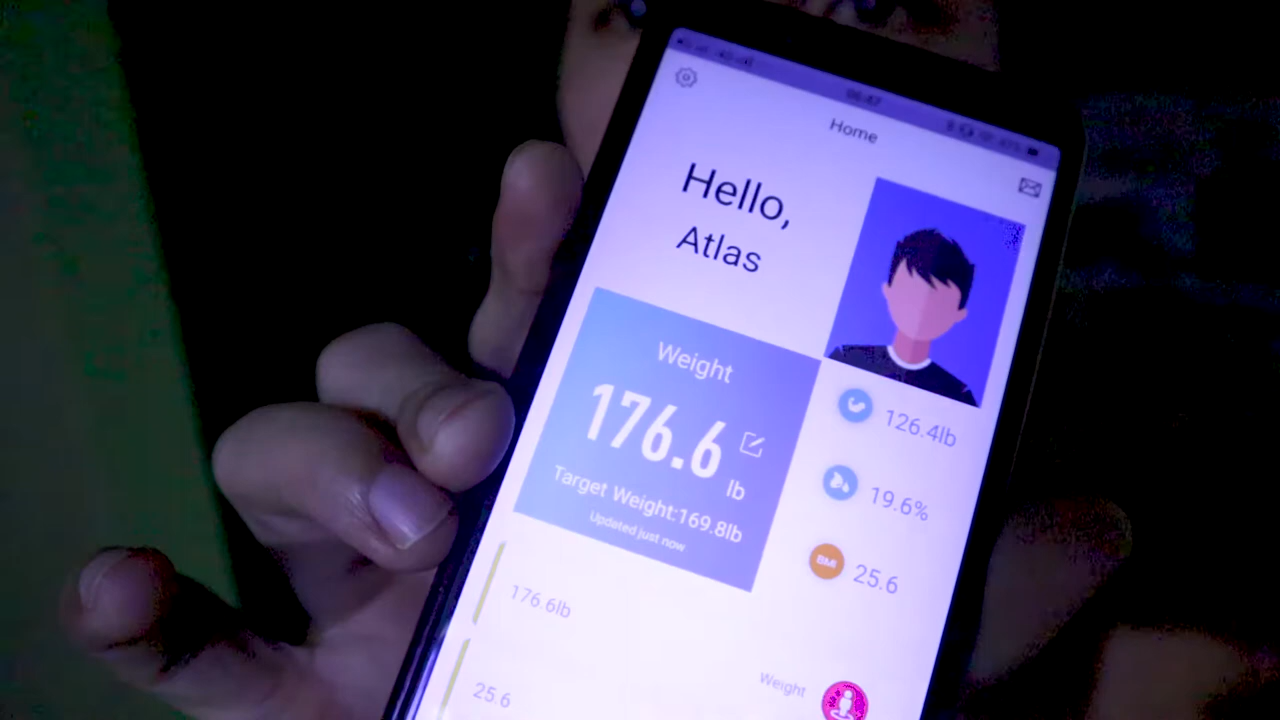 Home
Hello,
Atlas
Weight
176.6
lb
Target Weight:169.8lb
Updated just now
126.4lb
19.6%
BMI
25.6
176.6lb
25.6
Weight